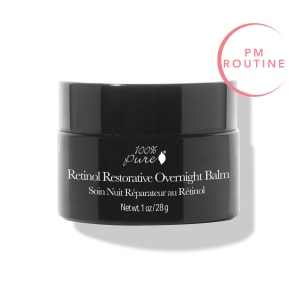 PM
ROUTINE
100%
pure
Retinol Restorative Overnight Balm
Soin Nuit Réparateur au Rétinol
Net wt. 1 oz/28 g